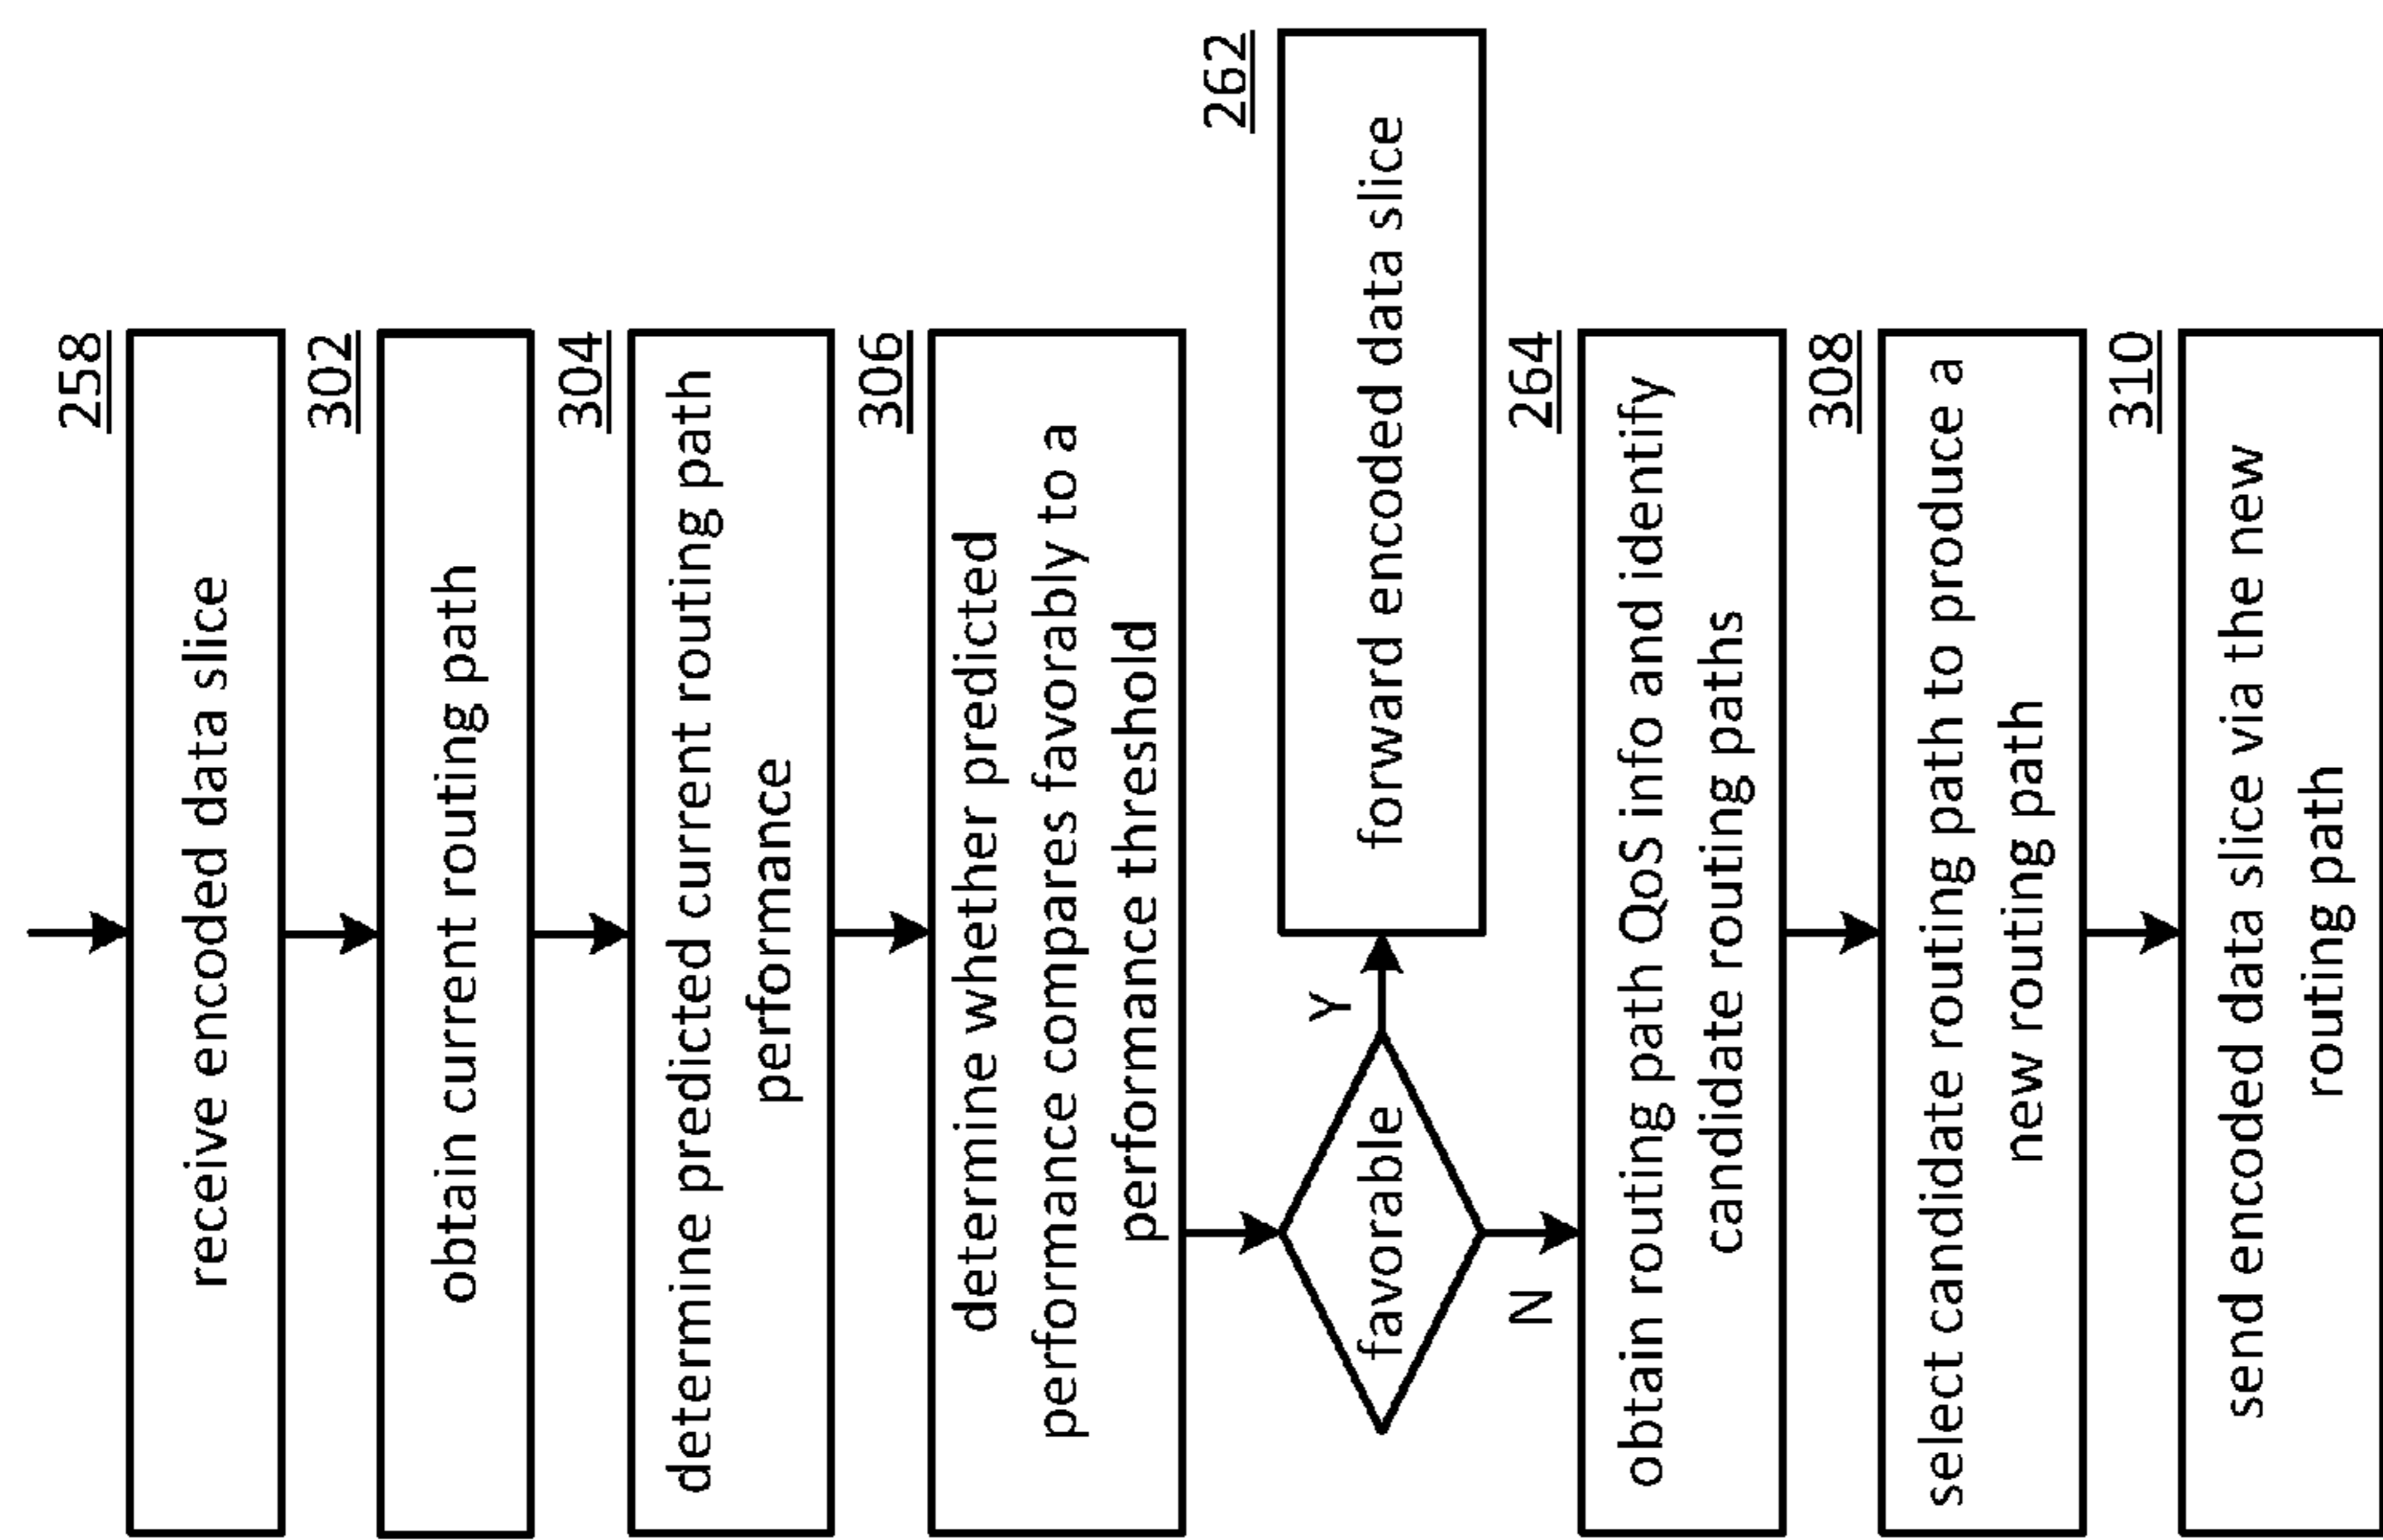 258
receive encoded data slice
302
obtain current routing path
304
determine predicted current routing path
performance
306
determine whether predicted
performance compares favorably to a
performance threshold
favorable
Y
262
forward encoded data slice
N
264
obtain routing path QoS info and identify
candidate routing paths
308
select candidate routing path to produce a
new routing path
310
send encoded data slice via the new
routing path